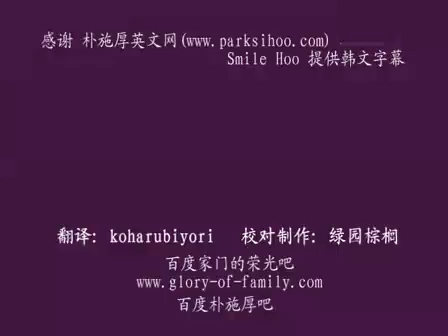 感谢 朴施厚英文网(www.parksihoo.com)
Smile Hoo 提供韩文字幕
翻译: koharubiyori 校对制作: 绿园棕榈
百度家门的荣光吧
www.glory-of-family.com
百度朴施厚吧